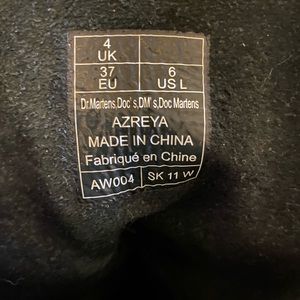 4
UK
37 6
EU US L
Dr.Martens,Doc's,DM's,Doc Martens
AZREYA
MADE IN CHINA
Fabriqué en Chine
AW004 SK 11 W